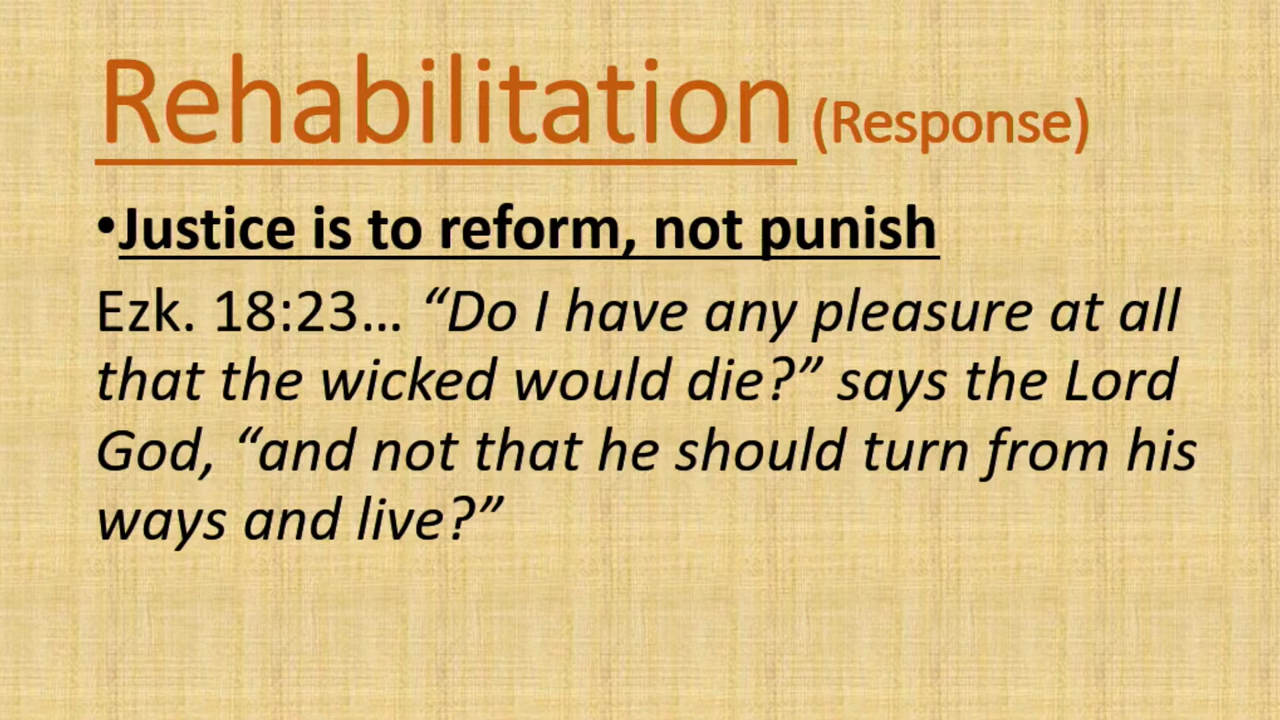 Rehabilitation (Response)
•Justice is to reform, not punish
Ezk. 18:23… “Do I have any pleasure at all
that the wicked would die?” says the Lord
God, “and not that he should turn from his
ways and live?”